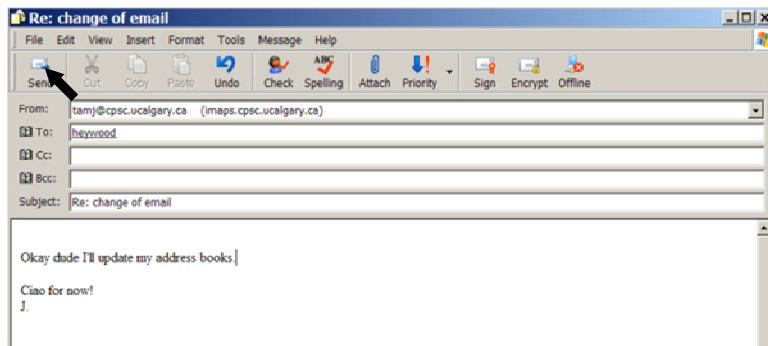 Re: change of email
File Edit View Insert Format Tools Message Help
ABC
Send Cut Copy Paste Undo Check Spelling Attach Priority Sign Encrypt Offline
From: tamj@cpsc.ucalgary.ca (imaps.cpsc.ucalgary.ca)
To: heywood
Cc:
Bcc:
Subject: Re: change of email
Okay dude I'll update my address books.
Ciao for now!
J.